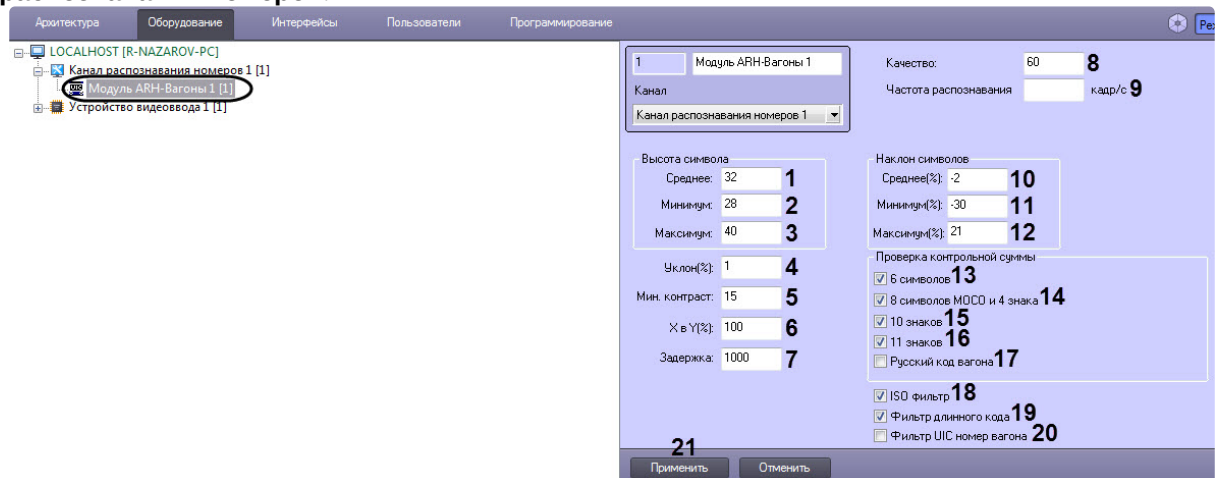 Архитектура Оборудование Интерфейсы Пользователи Программирование
LOCALHOST [R-NAZAROV-PC]
Канал распознавания номеров 1 [1]
Модуль ARH-Вагоны 1 [1]
Устройство видеоввода 1 [1]
1 Модуль ARH-Вагоны 1
Канал
Канал распознавания номеров 1
Качество: 60 8
Частота распознавания кадр/с 9
Высота символа
Среднее: 32 1
Минимум: 28 2
Максимум: 40 3
Уклон(%): 1 4
Мин. контраст: 15 5
X в Y(%): 100 6
Задержка: 1000 7
Наклон символов
Среднее(%): -2 10
Минимум(%): -30 11
Максимум(%): 21 12
Проверка контрольной суммы
6 символов 13
8 символов MOCO и 4 знака 14
10 знаков 15
11 знаков 16
Русский код вагона 17
ISO фильтр 18
Фильтр длинного кода 19
Фильтр UIC номер вагона 20
21
Применить Отменить